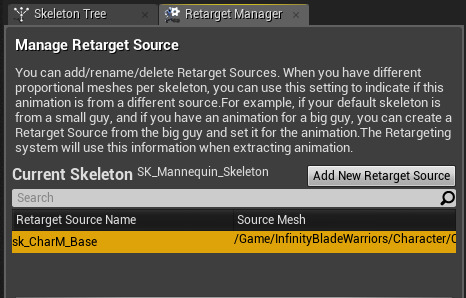 Skeleton Tree
Retarget Manager
Manage Retarget Source
You can add/rename/delete Retarget Sources. When you have different
proportional meshes per skeleton, you can use this setting to indicate if this
animation is from a different source.For example, if your default skeleton is
from a small guy, and if you have an animation for a big guy, you can create a
Retarget Source from the big guy and set it for the animation.The Retargeting
system will use this information when extracting animation.
Current Skeleton SK_Mannequin_Skeleton Add New Retarget Source
Search
Retarget Source Name Source Mesh
sk_CharM_Base /Game/InfinityBladeWarriors/Character/